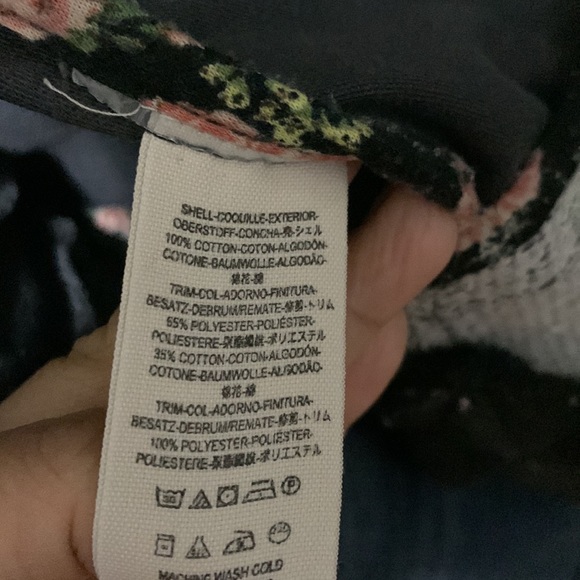 SHELL-COQUILLE-EXTERIOR-
OBERSTOFF-CONCHA-殼-シェル
100% COTTON-COTON-ALGODÓN-
COTONE-BAUMWOLLE-ALGODÃO-
棉花-綿
TRIM-COL-ADORNO-FINITURA-
BESATZ-DEBRUM/REMATE-修剪-トリム
65% POLYESTER-POLIÉSTER-
POLIESTERE-聚酯纖維-ポリエステル
35% COTTON-COTON-ALGODÓN-
COTONE-BAUMWOLLE-ALGODÃO-
棉花-綿
TRIM-COL-ADORNO-FINITURA-
BESATZ-DEBRUM/REMATE-修剪-トリム
100% POLYESTER-POLIÉSTER-
POLIESTERE-聚酯纖維-ポリエステル
P
MACHINE WASH COLD